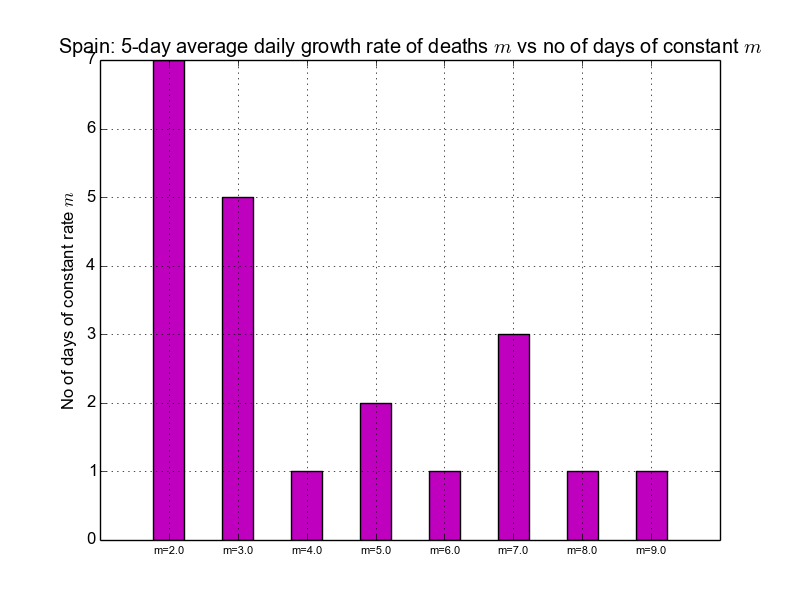 Spain: 5-day average daily growth rate of deaths m vs no of days of constant m
No of days of constant rate m
7
6
5
4
3
2
1
0
m=2.0 m=3.0 m=4.0 m=5.0 m=6.0 m=7.0 m=8.0 m=9.0